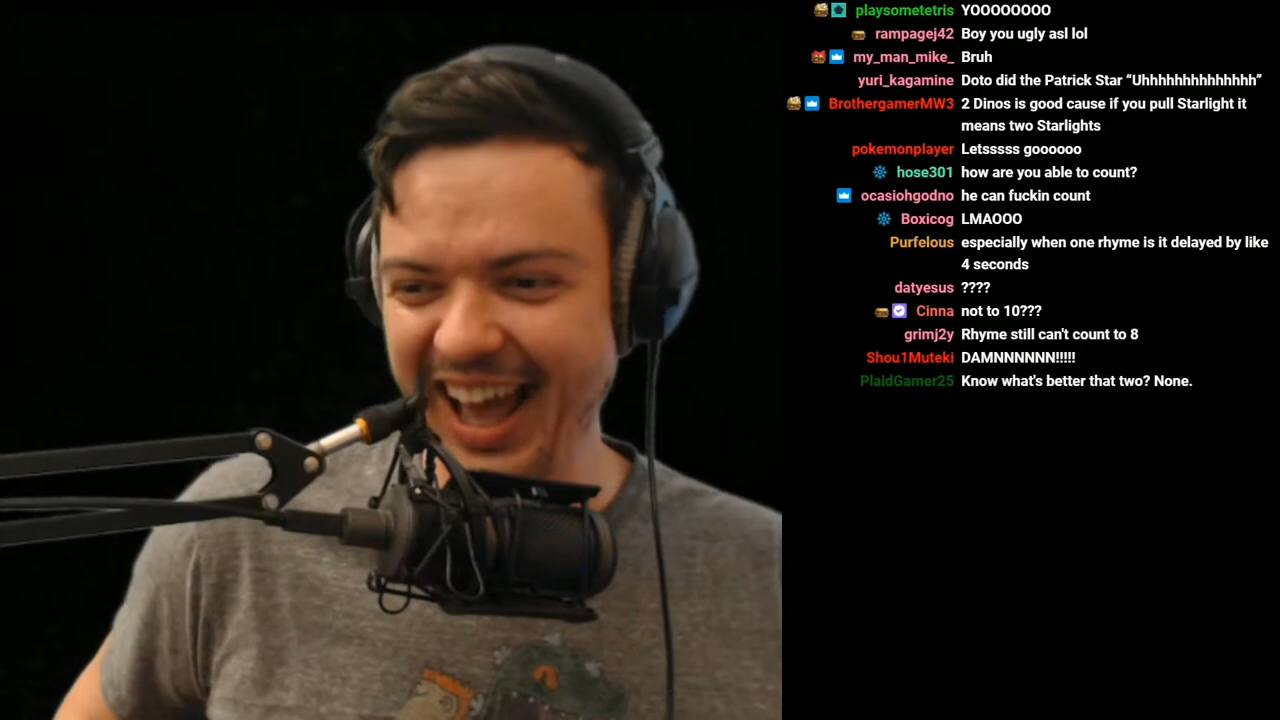 playsometetris YOOOOOOOO
rampagej42 Boy you ugly asl lol
my_man_mike_ Bruh
yuri_kagamine Doto did the Patrick Star “Uhhhhhhhhhhhhh”
BrothergamerMW3 2 Dinos is good cause if you pull Starlight it
means two Starlights
pokemonplayer Letsssss goooooo
hose301 how are you able to count?
ocasiohgodno he can fuckin count
Boxicog LMAOOO
Purfelous especially when one rhyme is it delayed by like
4 seconds
datyesus ????
Cinna not to 10???
grimj2y Rhyme still can't count to 8
Shou1Muteki DAMNNNNNN!!!!!
PlaidGamer25 Know what's better that two? None.